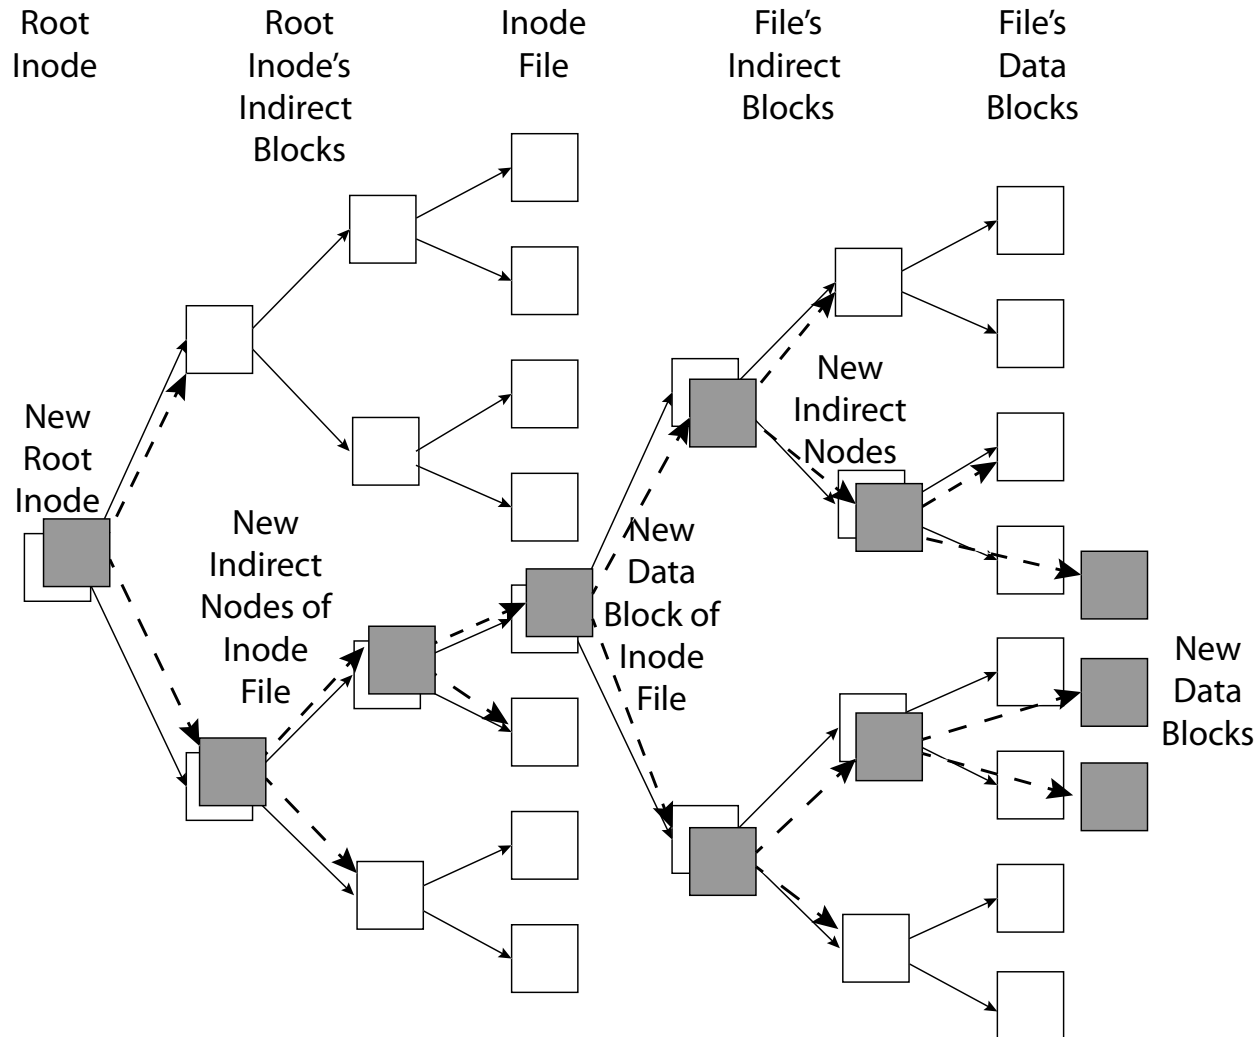 Root
Inode
Root
Inode's
Indirect
Blocks
Inode
File
File's
Indirect
Blocks
File's
Data
Blocks
New
Root
Inode
New
Indirect
Nodes of
Inode
File
New
Data
Block of
Inode
File
New
Indirect
Nodes
New
Data
Blocks